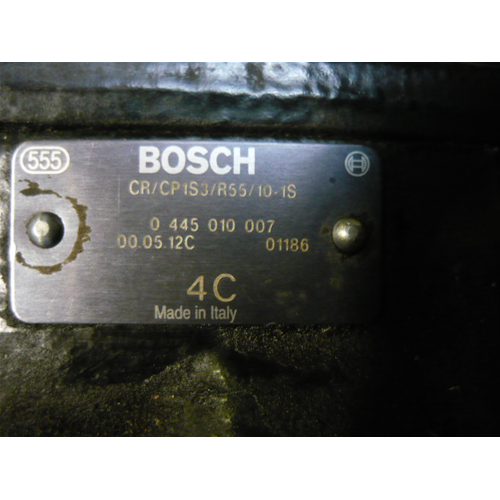 555 BOSCH
CR/CP1S3/R55/10-1S
0 445 010 007
00.05.12C 01186
4C
Made in Italy